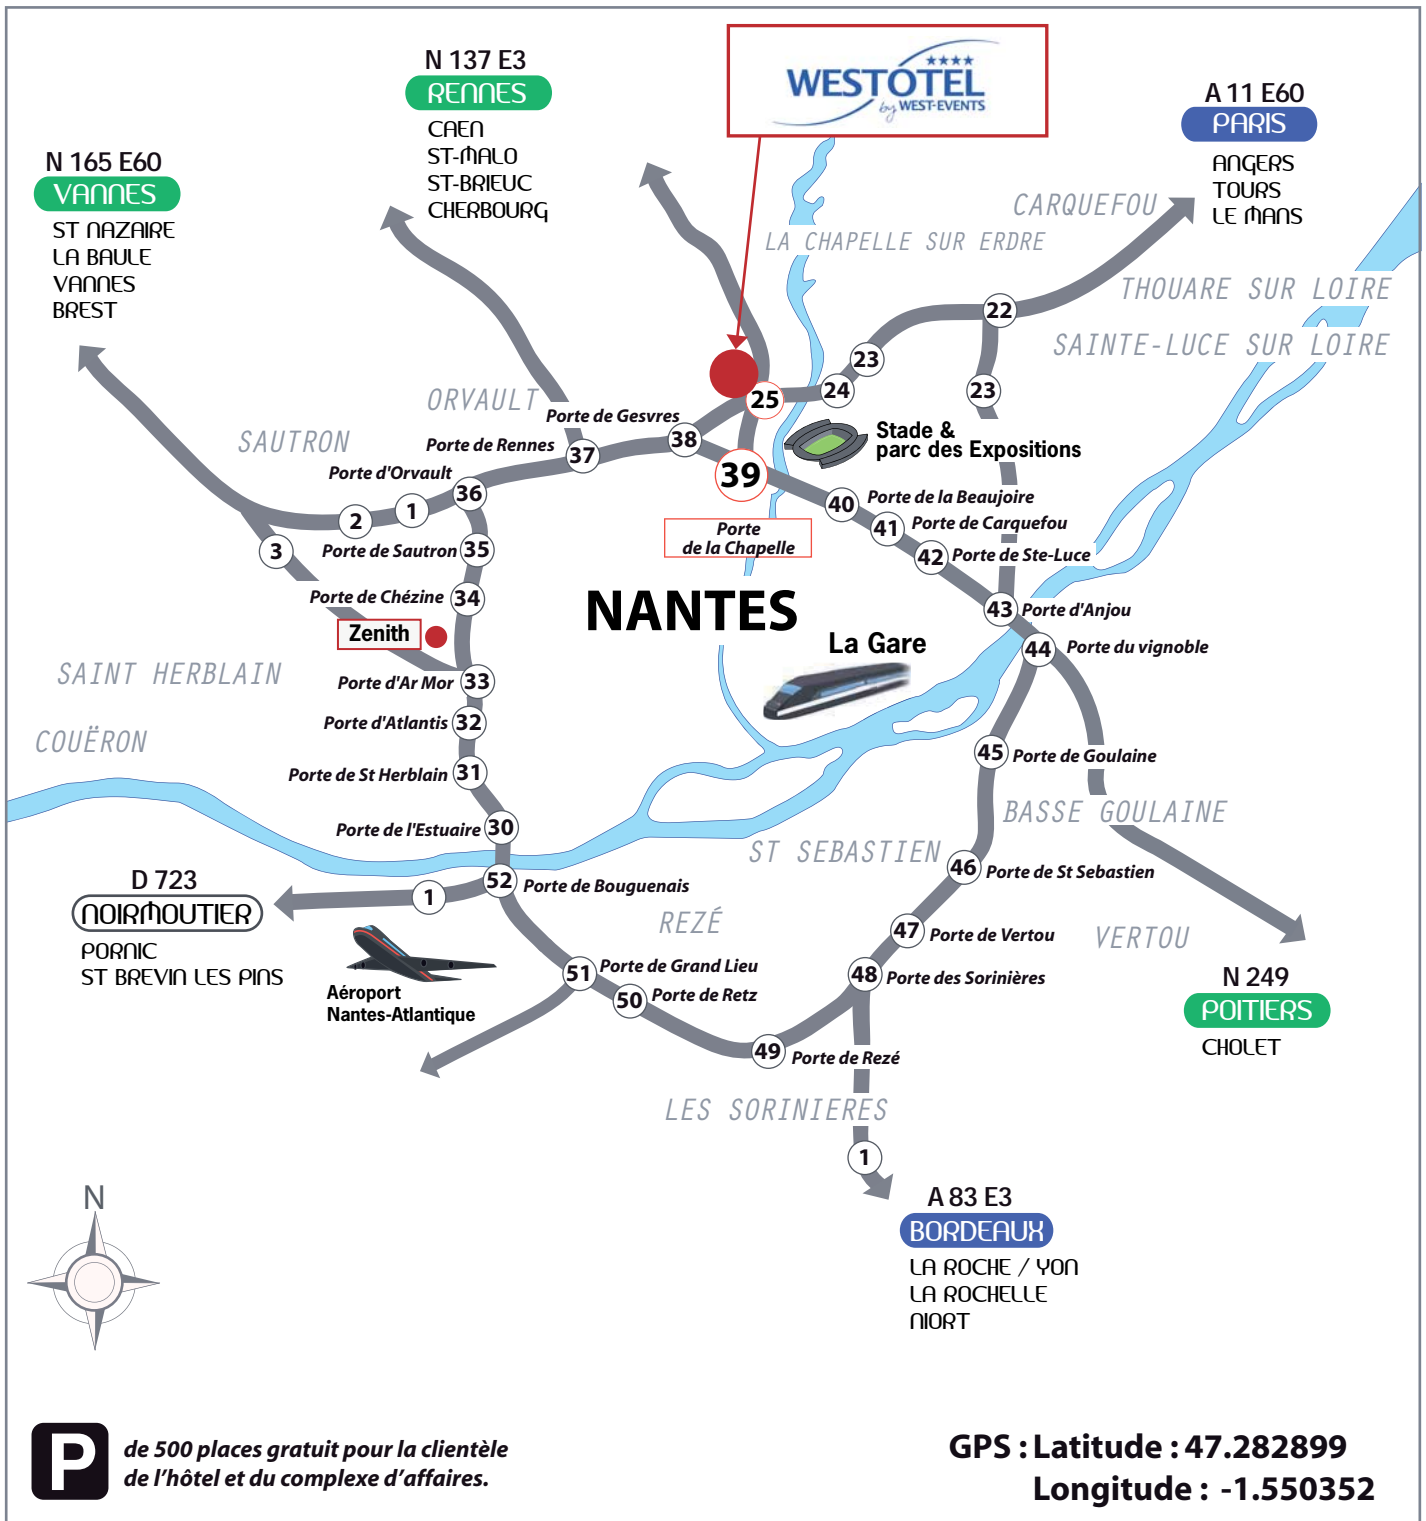 N 137 E3
RENNES
CAEN
ST-MALO
ST-BRIEUC
CHERBOURG
★★★★
WESTOTEL
by WEST-EVENTS
A 11 E60
PARIS
ANGERS
TOURS
LE MANS
N 165 E60
VANNES
ST NAZAIRE
LA BAULE
VANNES
BREST
CARQUEFOU
LA CHAPELLE SUR ERDRE
THOUARE SUR LOIRE
SAINTE-LUCE SUR LOIRE
ORVAULT
SAUTRON
22
23
24
23
25
Porte de Gesvres
38
Porte de Rennes
37
Porte d'Orvault
36
1
2
3
39
Porte
de la Chapelle
Stade &
parc des Expositions
40 Porte de la Beaujoire
41 Porte de Carquefou
42 Porte de Ste-Luce
43 Porte d'Anjou
44 Porte du vignoble
Porte de Sautron 35
Porte de Chézine 34
Zenith
NANTES
La Gare
SAINT HERBLAIN
COUËRON
Porte d'Ar Mor 33
Porte d'Atlantis 32
Porte de St Herblain 31
Porte de l'Estuaire 30
45 Porte de Goulaine
BASSE GOULAINE
ST SEBASTIEN
46 Porte de St Sebastien
52 Porte de Bouguenais
1
D 723
NOIRMOUTIER
PORNIC
ST BREVIN LES PINS
REZÉ
47 Porte de Vertou
VERTOU
51 Porte de Grand Lieu
50 Porte de Retz
48 Porte des Sorinières
49 Porte de Rezé
Aéroport
Nantes-Atlantique
N 249
POITIERS
CHOLET
LES SORINIERES
1
A 83 E3
BORDEAUX
LA ROCHE / YON
LA ROCHELLE
NIORT
N
P
de 500 places gratuit pour la clientèle
de l'hôtel et du complexe d'affaires.
GPS : Latitude : 47.282899
Longitude : -1.550352